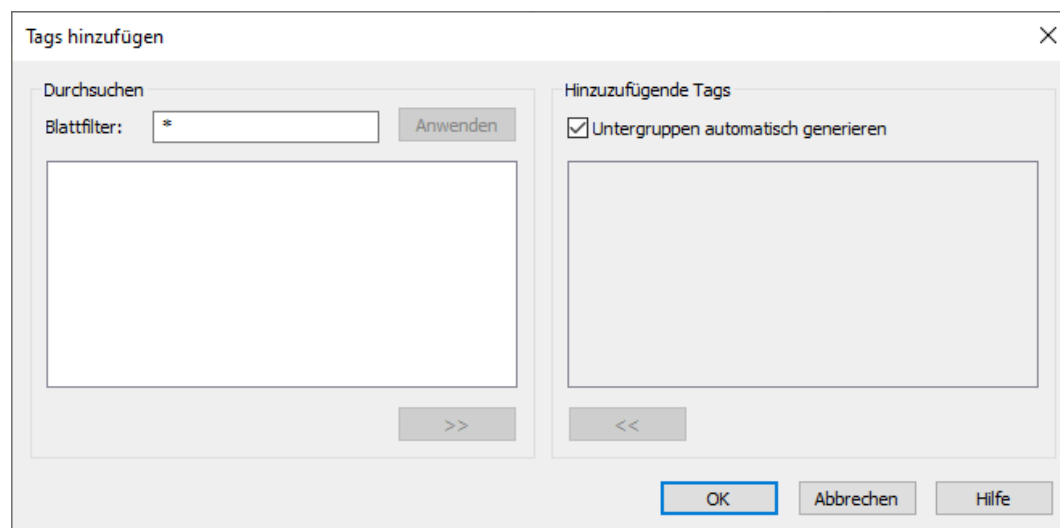 Tags hinzufügen
Durchsuchen
Blattfilter: * Anwenden
>>
Hinzuzufügende Tags
Untergruppen automatisch generieren
<<
OK Abbrechen Hilfe